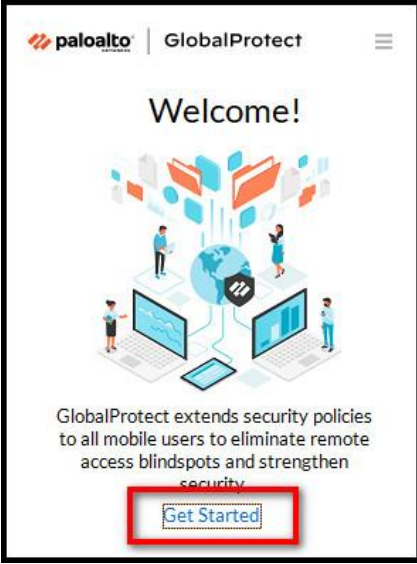 paloalto | GlobalProtect
NETWORKS
Welcome!
GlobalProtect extends security policies
to all mobile users to eliminate remote
access blindspots and strengthen
security.
Get Started